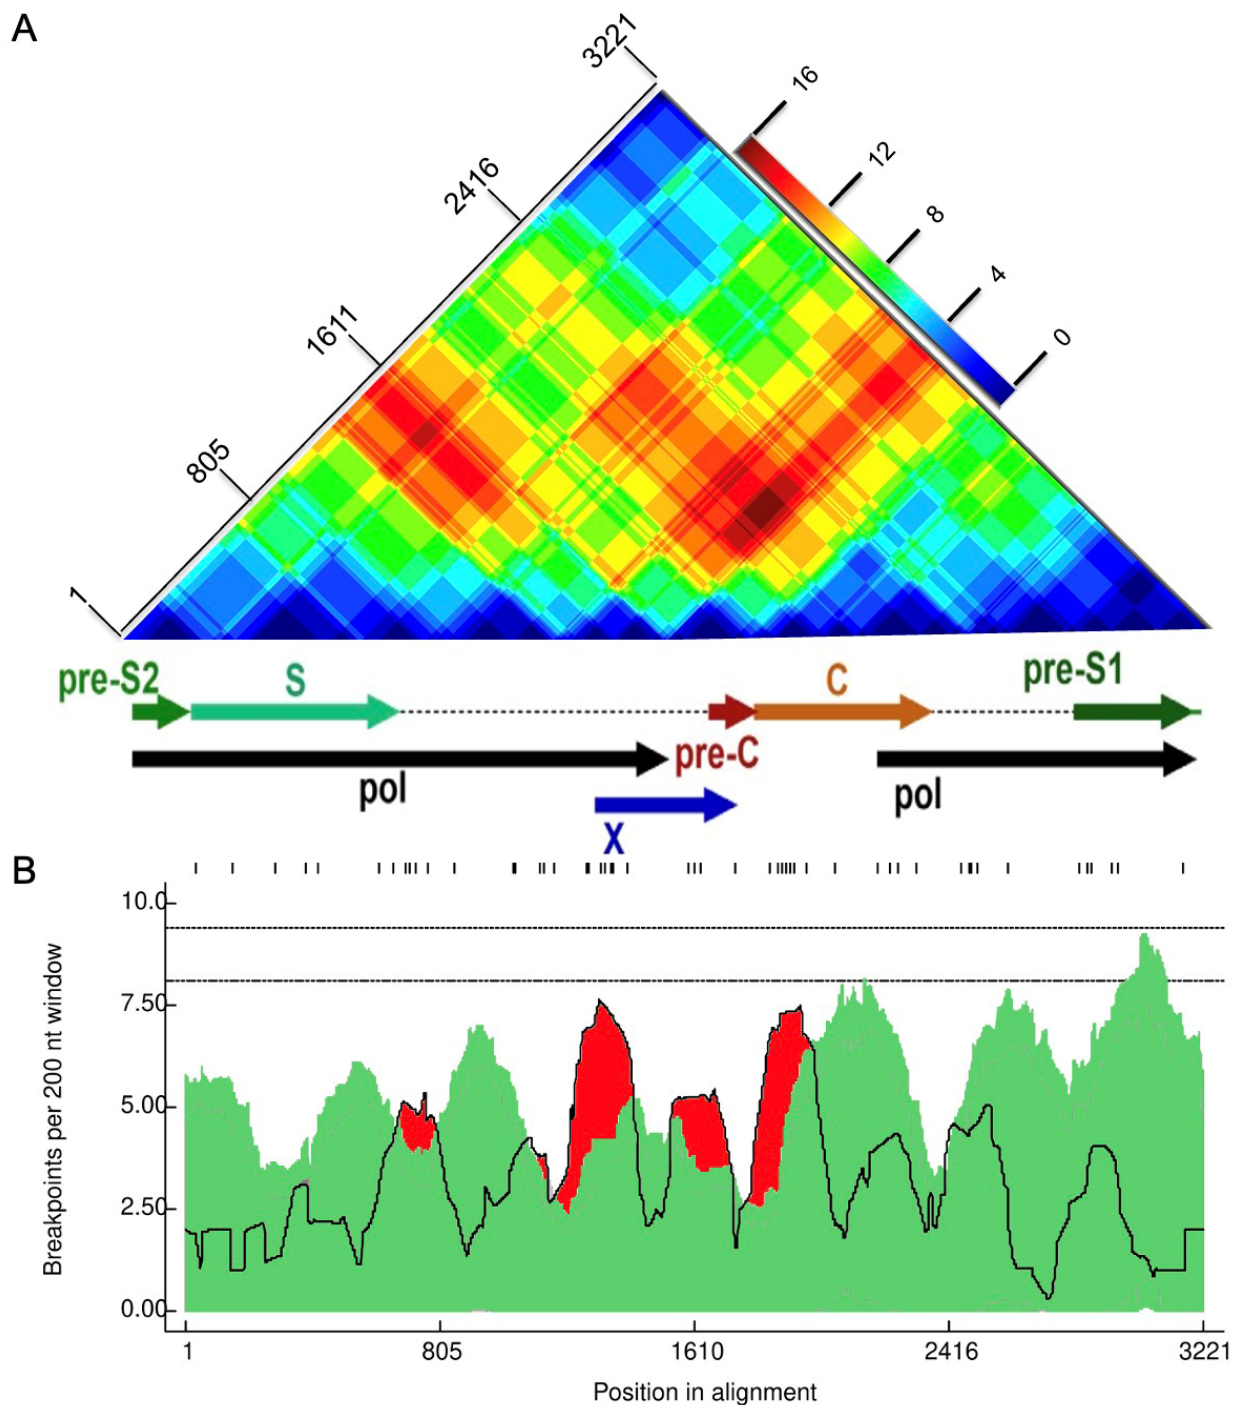 A
3221
2416
1611
805
1
16
12
8
4
0
pre-S2
S
C
pre-S1
pol
pre-C
pol
X
B
10.0
7.50
5.00
2.50
0.00
Breakpoints per 200 nt window
1
805
1610
2416
3221
Position in alignment